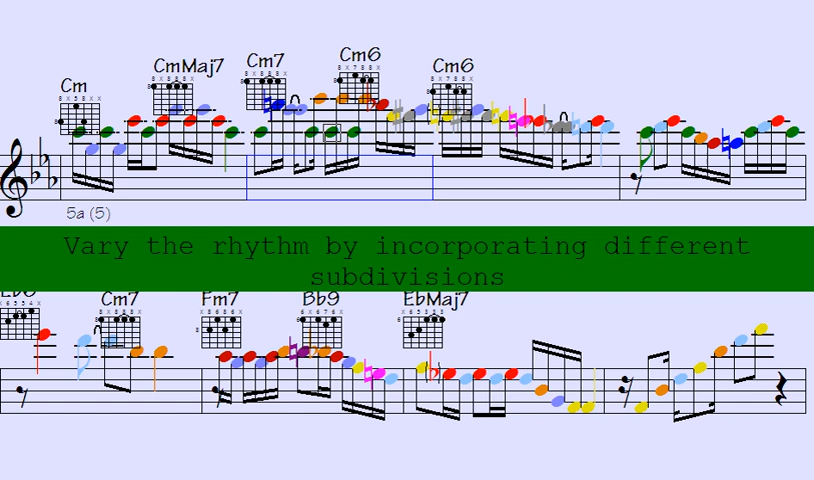 Cm CmMaj7 Cm7 Cm6 Cm6
5a (5)
Vary the rhythm by incorporating different
subdivisions
Cm7 Fm7 Bb9 EbMaj7